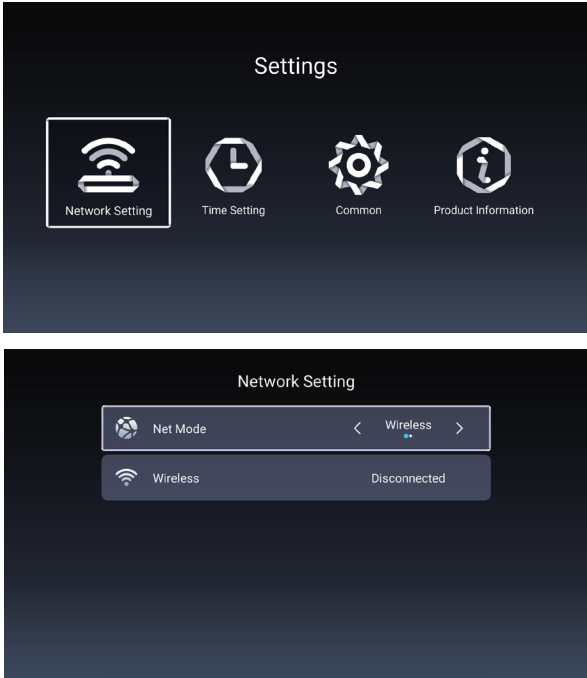 Settings
Network Setting
Time Setting
Common
Product Information
Network Setting
Net Mode
Wireless
Wireless
Disconnected